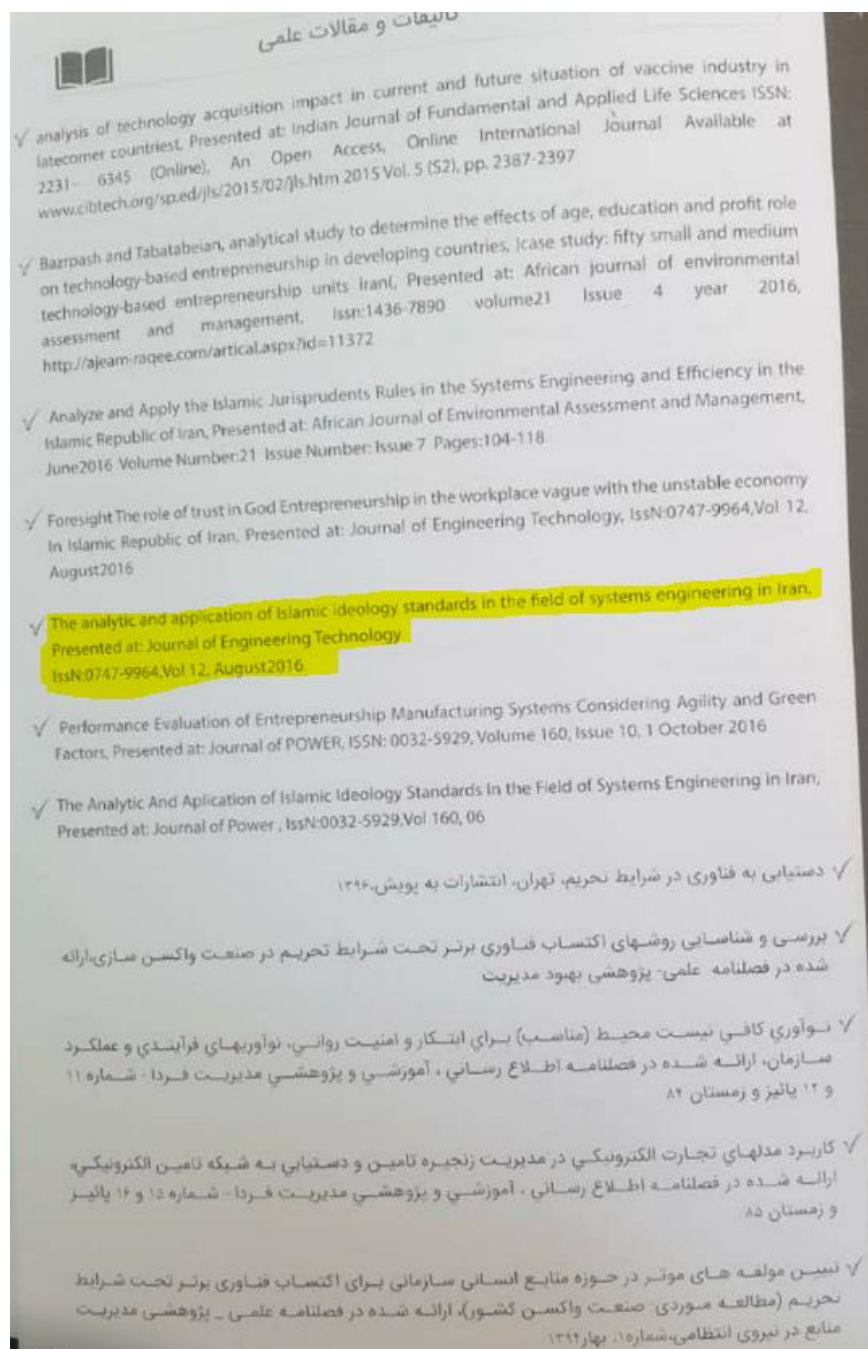 تالیفات و مقالات علمی
√ analysis of technology acquisition impact in current and future situation of vaccine industry in
latecomer countriest, Presented at: Indian Journal of Fundamental and Applied Life Sciences ISSN:
2231– 6345 (Online), An Open Access, Online International Journal Available at
www.cibtech.org/sp.ed/jls/2015/02/jls.htm 2015 Vol. 5 (S2), pp. 2387-2397
√ Bazrpash and Tabatabeian, analytical study to determine the effects of age, education and profit role
on technology-based entrepreneurship in developing countries, (case study: fifty small and medium
technology-based entrepreneurship units Iran(, Presented at: African journal of environmental
assessment and management, Issn:1436-7890 volume21 Issue 4 year 2016,
http://ajeam-raqee.com/artical.aspx?id=11372
√ Analyze and Apply the Islamic Jurisprudents Rules in the Systems Engineering and Efficiency in the
Islamic Republic of Iran, Presented at: African Journal of Environmental Assessment and Management,
June2016 Volume Number:21 Issue Number: Issue 7 Pages:104-118
√ Foresight The role of trust in God Entrepreneurship in the workplace vague with the unstable economy
In Islamic Republic of Iran, Presented at: Journal of Engineering Technology, IssN:0747-9964,Vol 12,
August2016
√ The analytic and application of Islamic ideology standards in the field of systems engineering in Iran,
Presented at: Journal of Engineering Technology
IssN:0747-9964,Vol 12, August2016
√ Performance Evaluation of Entrepreneurship Manufacturing Systems Considering Agility and Green
Factors, Presented at: Journal of POWER, ISSN: 0032-5929, Volume 160, Issue 10, 1 October 2016
√ The Analytic And Aplication of Islamic Ideology Standards In the Field of Systems Engineering in Iran,
Presented at: Journal of Power , IssN:0032-5929,Vol 160, 06
√ دستیابی به فناوری در شرایط تحریم، تهران، انتشارات به پویش،۱۳۹۶
√ بررسی و شناسایی روشهای اکتساب فناوری برتر تحت شرایط تحریم در صنعت واکسن سازی،ارائه
شده در فصلنامه علمی- پژوهشی بهبود مدیریت
√ نوآوري کافي نیست محیط (مناسب) براي ابتکار و امنیت رواني، نوآوریهاي فرآیندي و عملکرد
سازمان، ارائه شده در فصلنامه اطلاع رساني ، آموزشي و پژوهشي مدیریت فردا - شماره ۱۱
و ۱۲ پائیز و زمستان ۸۴
√ کاربرد مدلهاي تجارت الکترونیکي در مدیریت زنجیره تامین و دستیابي به شبکه تامین الکترونیکي،
ارائه شده در فصلنامه اطلاع رساني ، آموزشي و پژوهشي مدیریت فردا - شماره ۱۵ و ۱۶ پائیز
و زمستان ۸۵
√ تبیین مولفه های موثر در حوزه منابع انسانی سازمانی برای اکتساب فناوری برتر تحت شرایط
تحریم (مطالعه موردی: صنعت واکسن کشور)، ارائه شده در فصلنامه علمی _ پژوهشی مدیریت
منابع در نیروی انتظامی،شماره۱، بهار۱۳۹۴